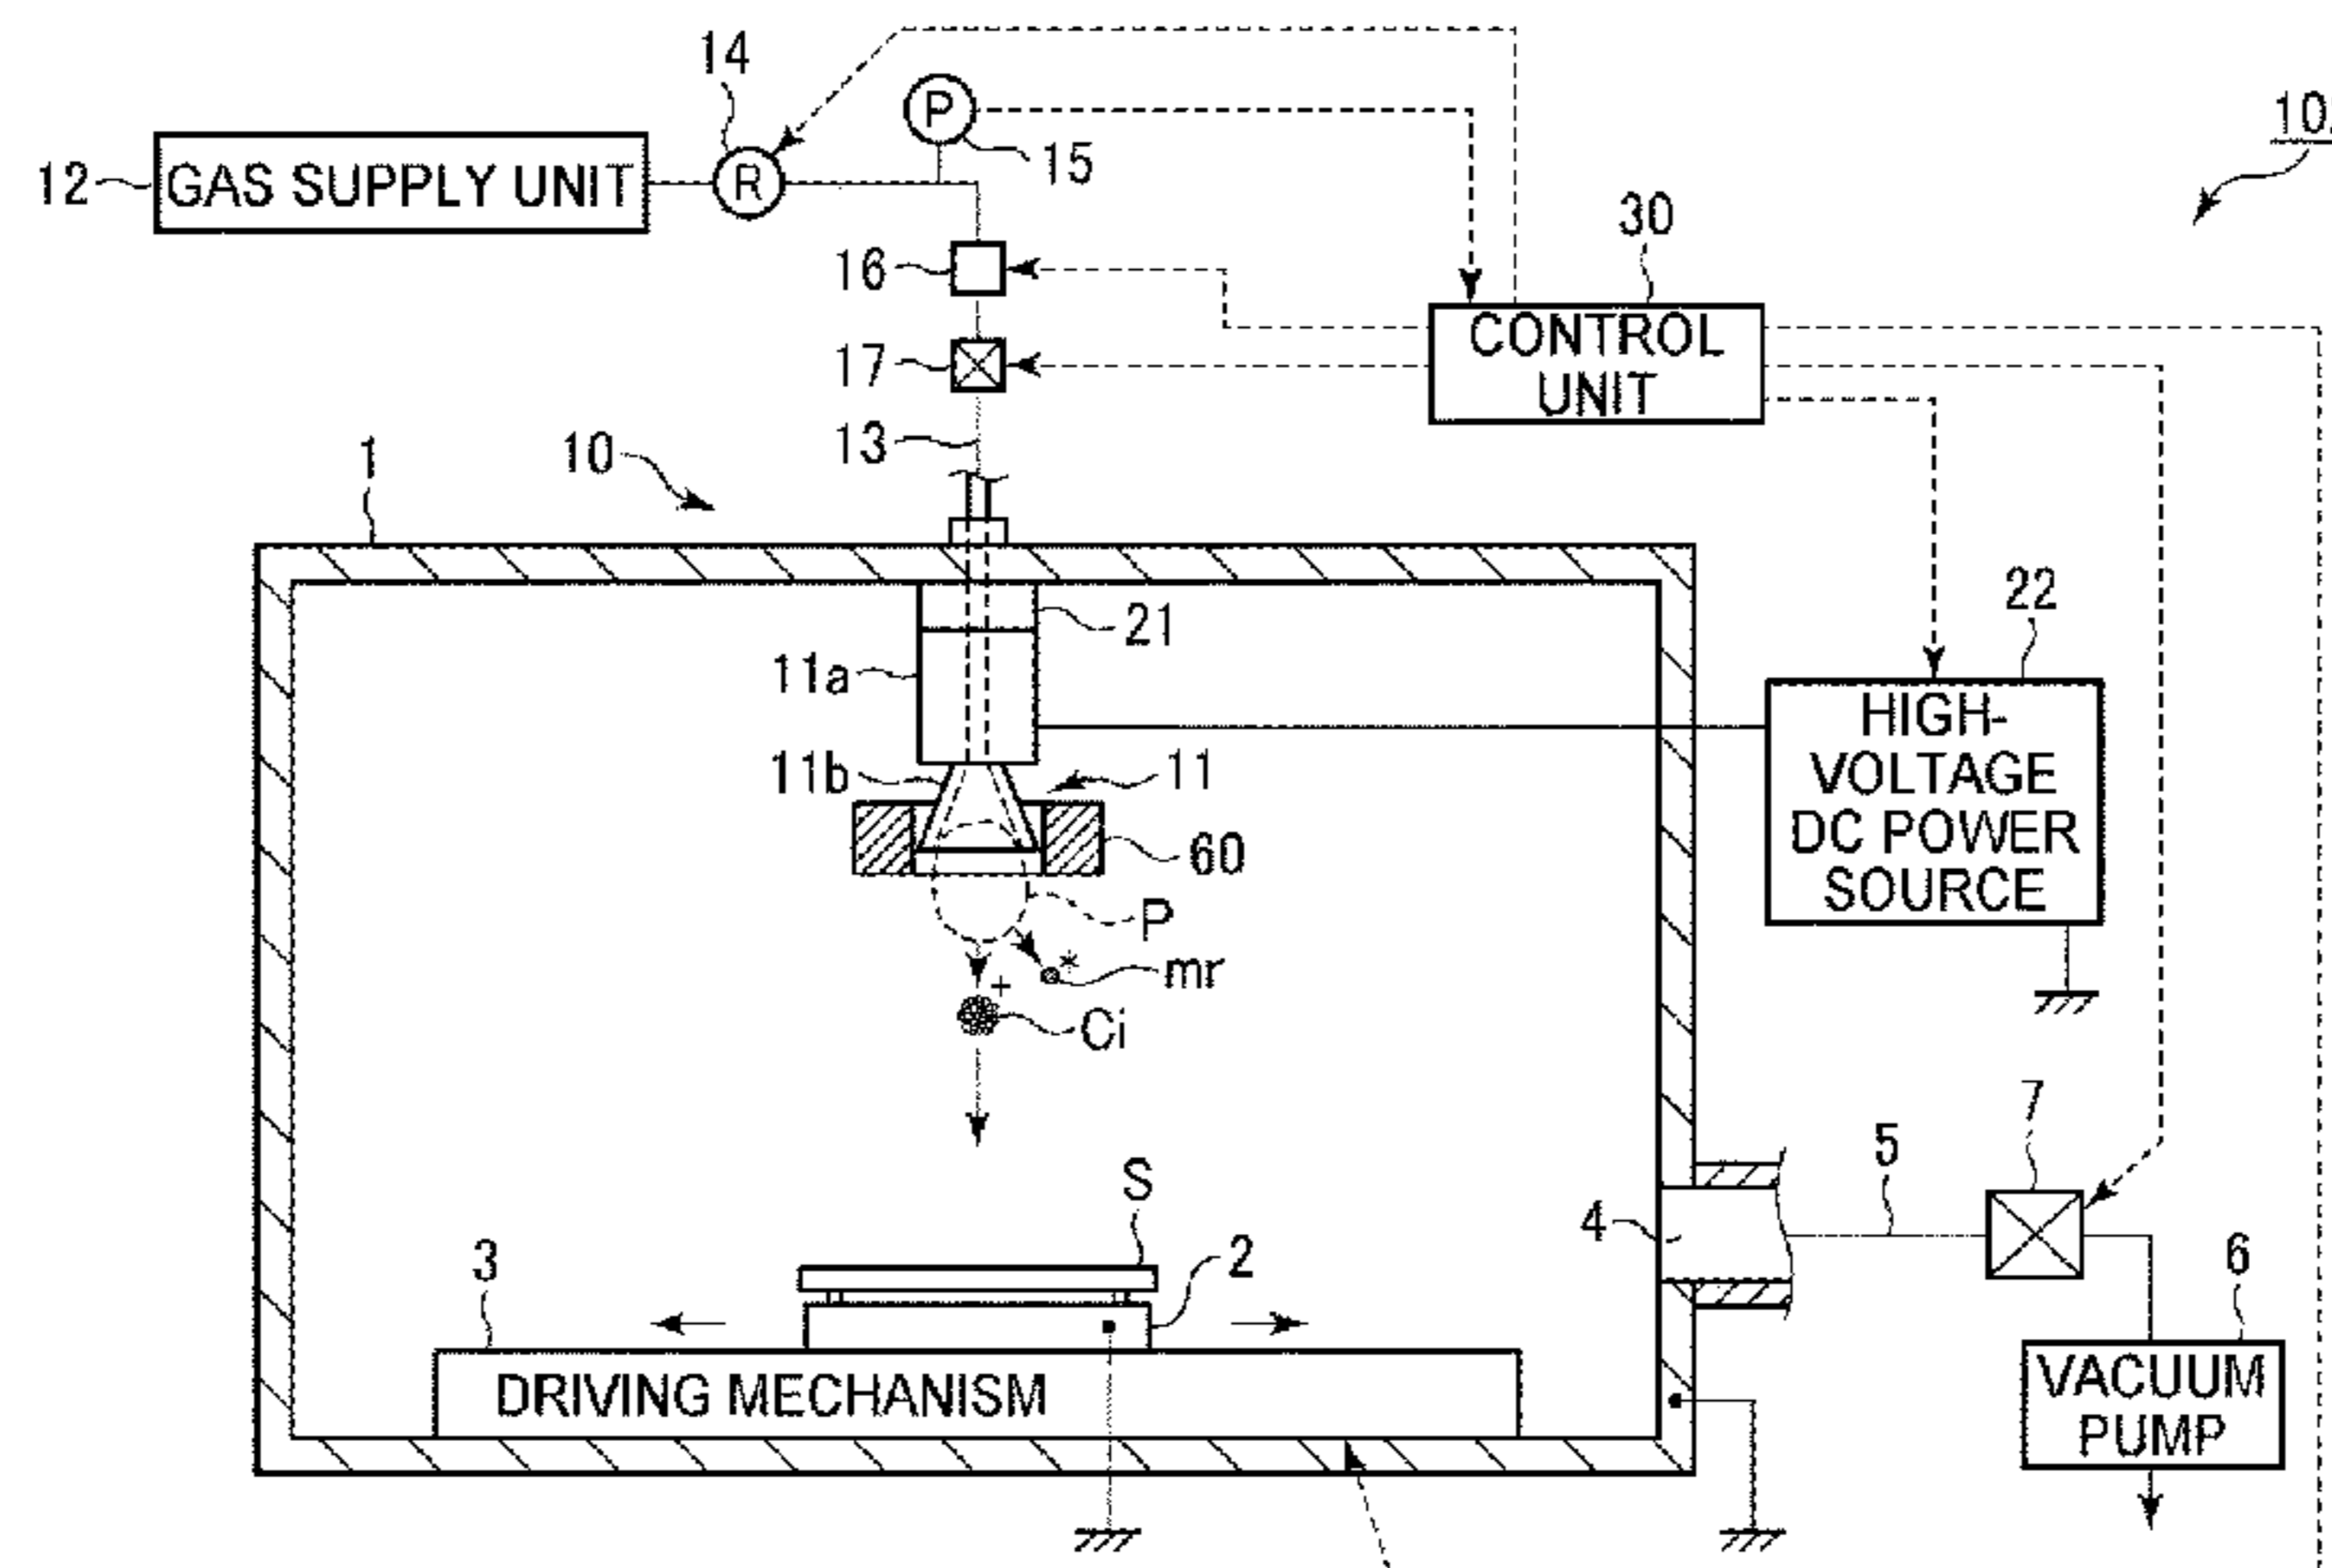 14
P
10
15
12
GAS SUPPLY UNIT
R
30
16
CONTROL
UNIT
17
13
1
10
22
21
11a
HIGH-
VOLTAGE
DC POWER
SOURCE
11b
11
60
P
*
mr
+
Ci
7
5
S
4
3
2
6
DRIVING MECHANISM
VACUUM
PUMP